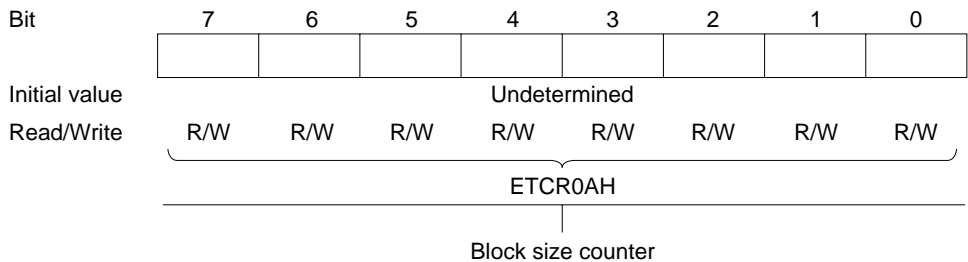 Bit 7 6 5 4 3 2 1 0
Initial value Undetermined
Read/Write R/W R/W R/W R/W R/W R/W R/W R/W
ETCR0AH
Block size counter